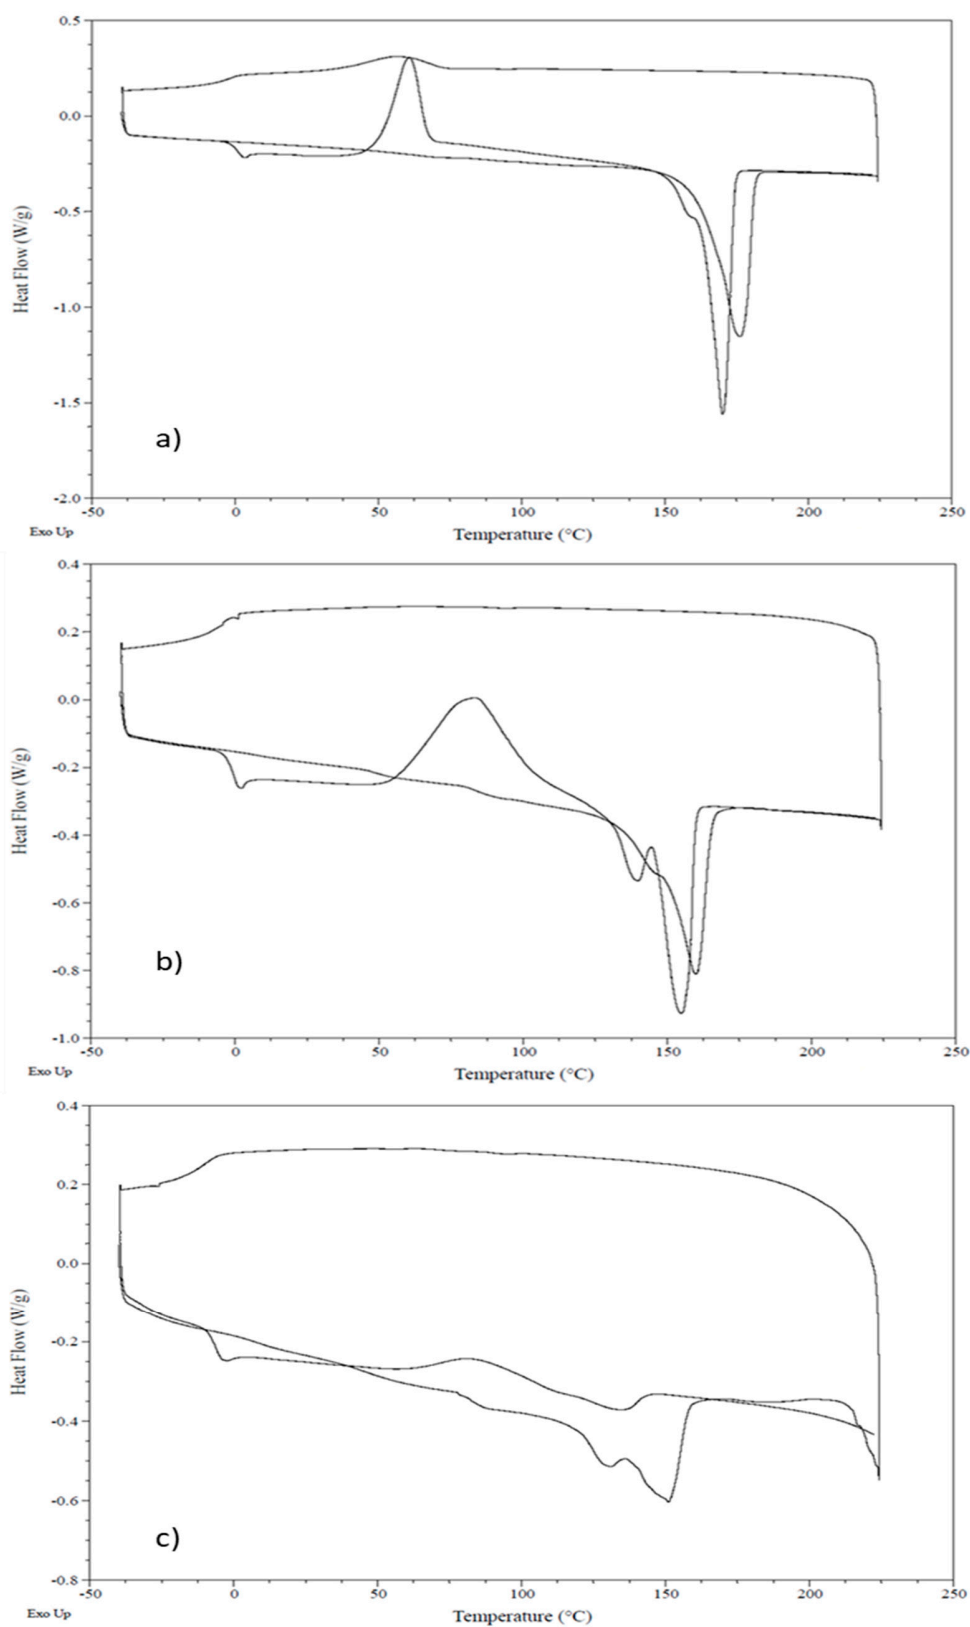 0.5
0.0
-0.5
-1.0
-1.5
-2.0
Heat Flow (W/g)
a)
-50 0 50 100 150 200 250
Exo Up
Temperature (°C)
0.4
0.2
0.0
-0.2
-0.4
-0.6
-0.8
-1.0
Heat Flow (W/g)
b)
-50 0 50 100 150 200 250
Exo Up
Temperature (°C)
0.4
0.2
0.0
-0.2
-0.4
-0.6
-0.8
Heat Flow (W/g)
c)
-50 0 50 100 150 200 250
Exo Up
Temperature (°C)